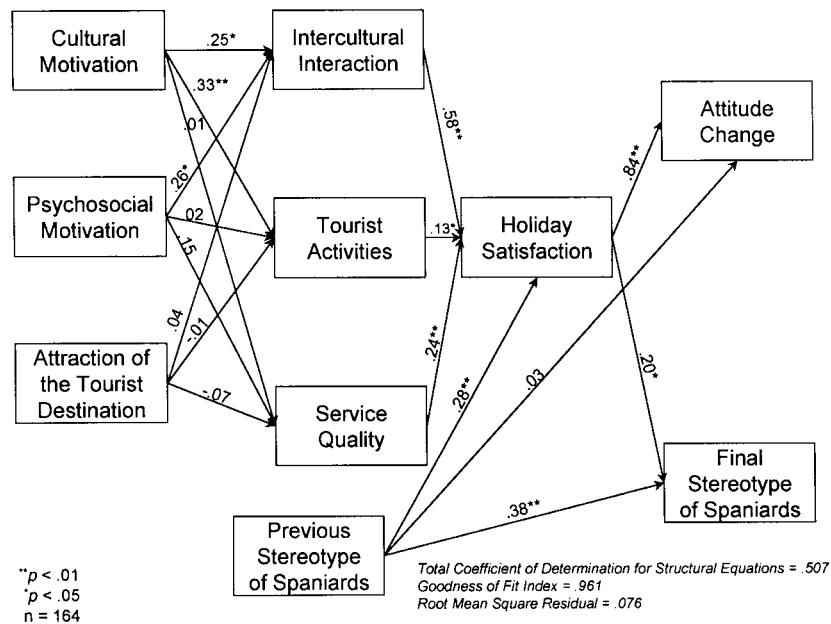 Cultural
Motivation
.25*
Intercultural
Interaction
.33**
.01
.58**
Attitude
Change
.26*
.84**
Psychosocial
Motivation
.02
Tourist
Activities
.13*
Holiday
Satisfaction
.15
.04
-.01
.24**
.20*
Attraction of
the Tourist
Destination
-.07
.28**
.03
Service
Quality
Final
Stereotype
of Spaniards
.38**
Previous
Stereotype
of Spaniards
**p < .01
*p < .05
n = 164
Total Coefficient of Determination for Structural Equations = .507
Goodness of Fit Index = .961
Root Mean Square Residual = .076